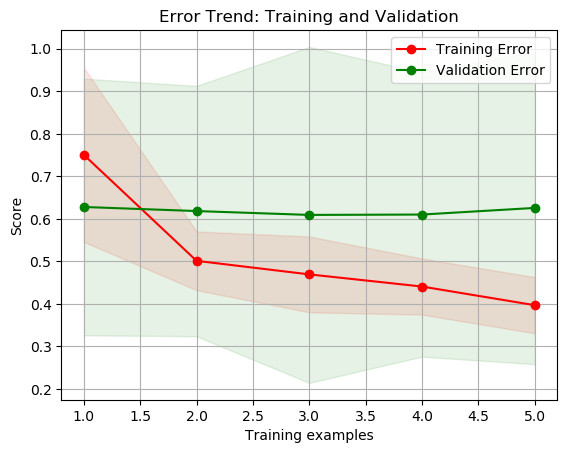 Error Trend: Training and Validation
Training Error
Validation Error
Score
1.0
0.9
0.8
0.7
0.6
0.5
0.4
0.3
0.2
1.0 1.5 2.0 2.5 3.0 3.5 4.0 4.5 5.0
Training examples